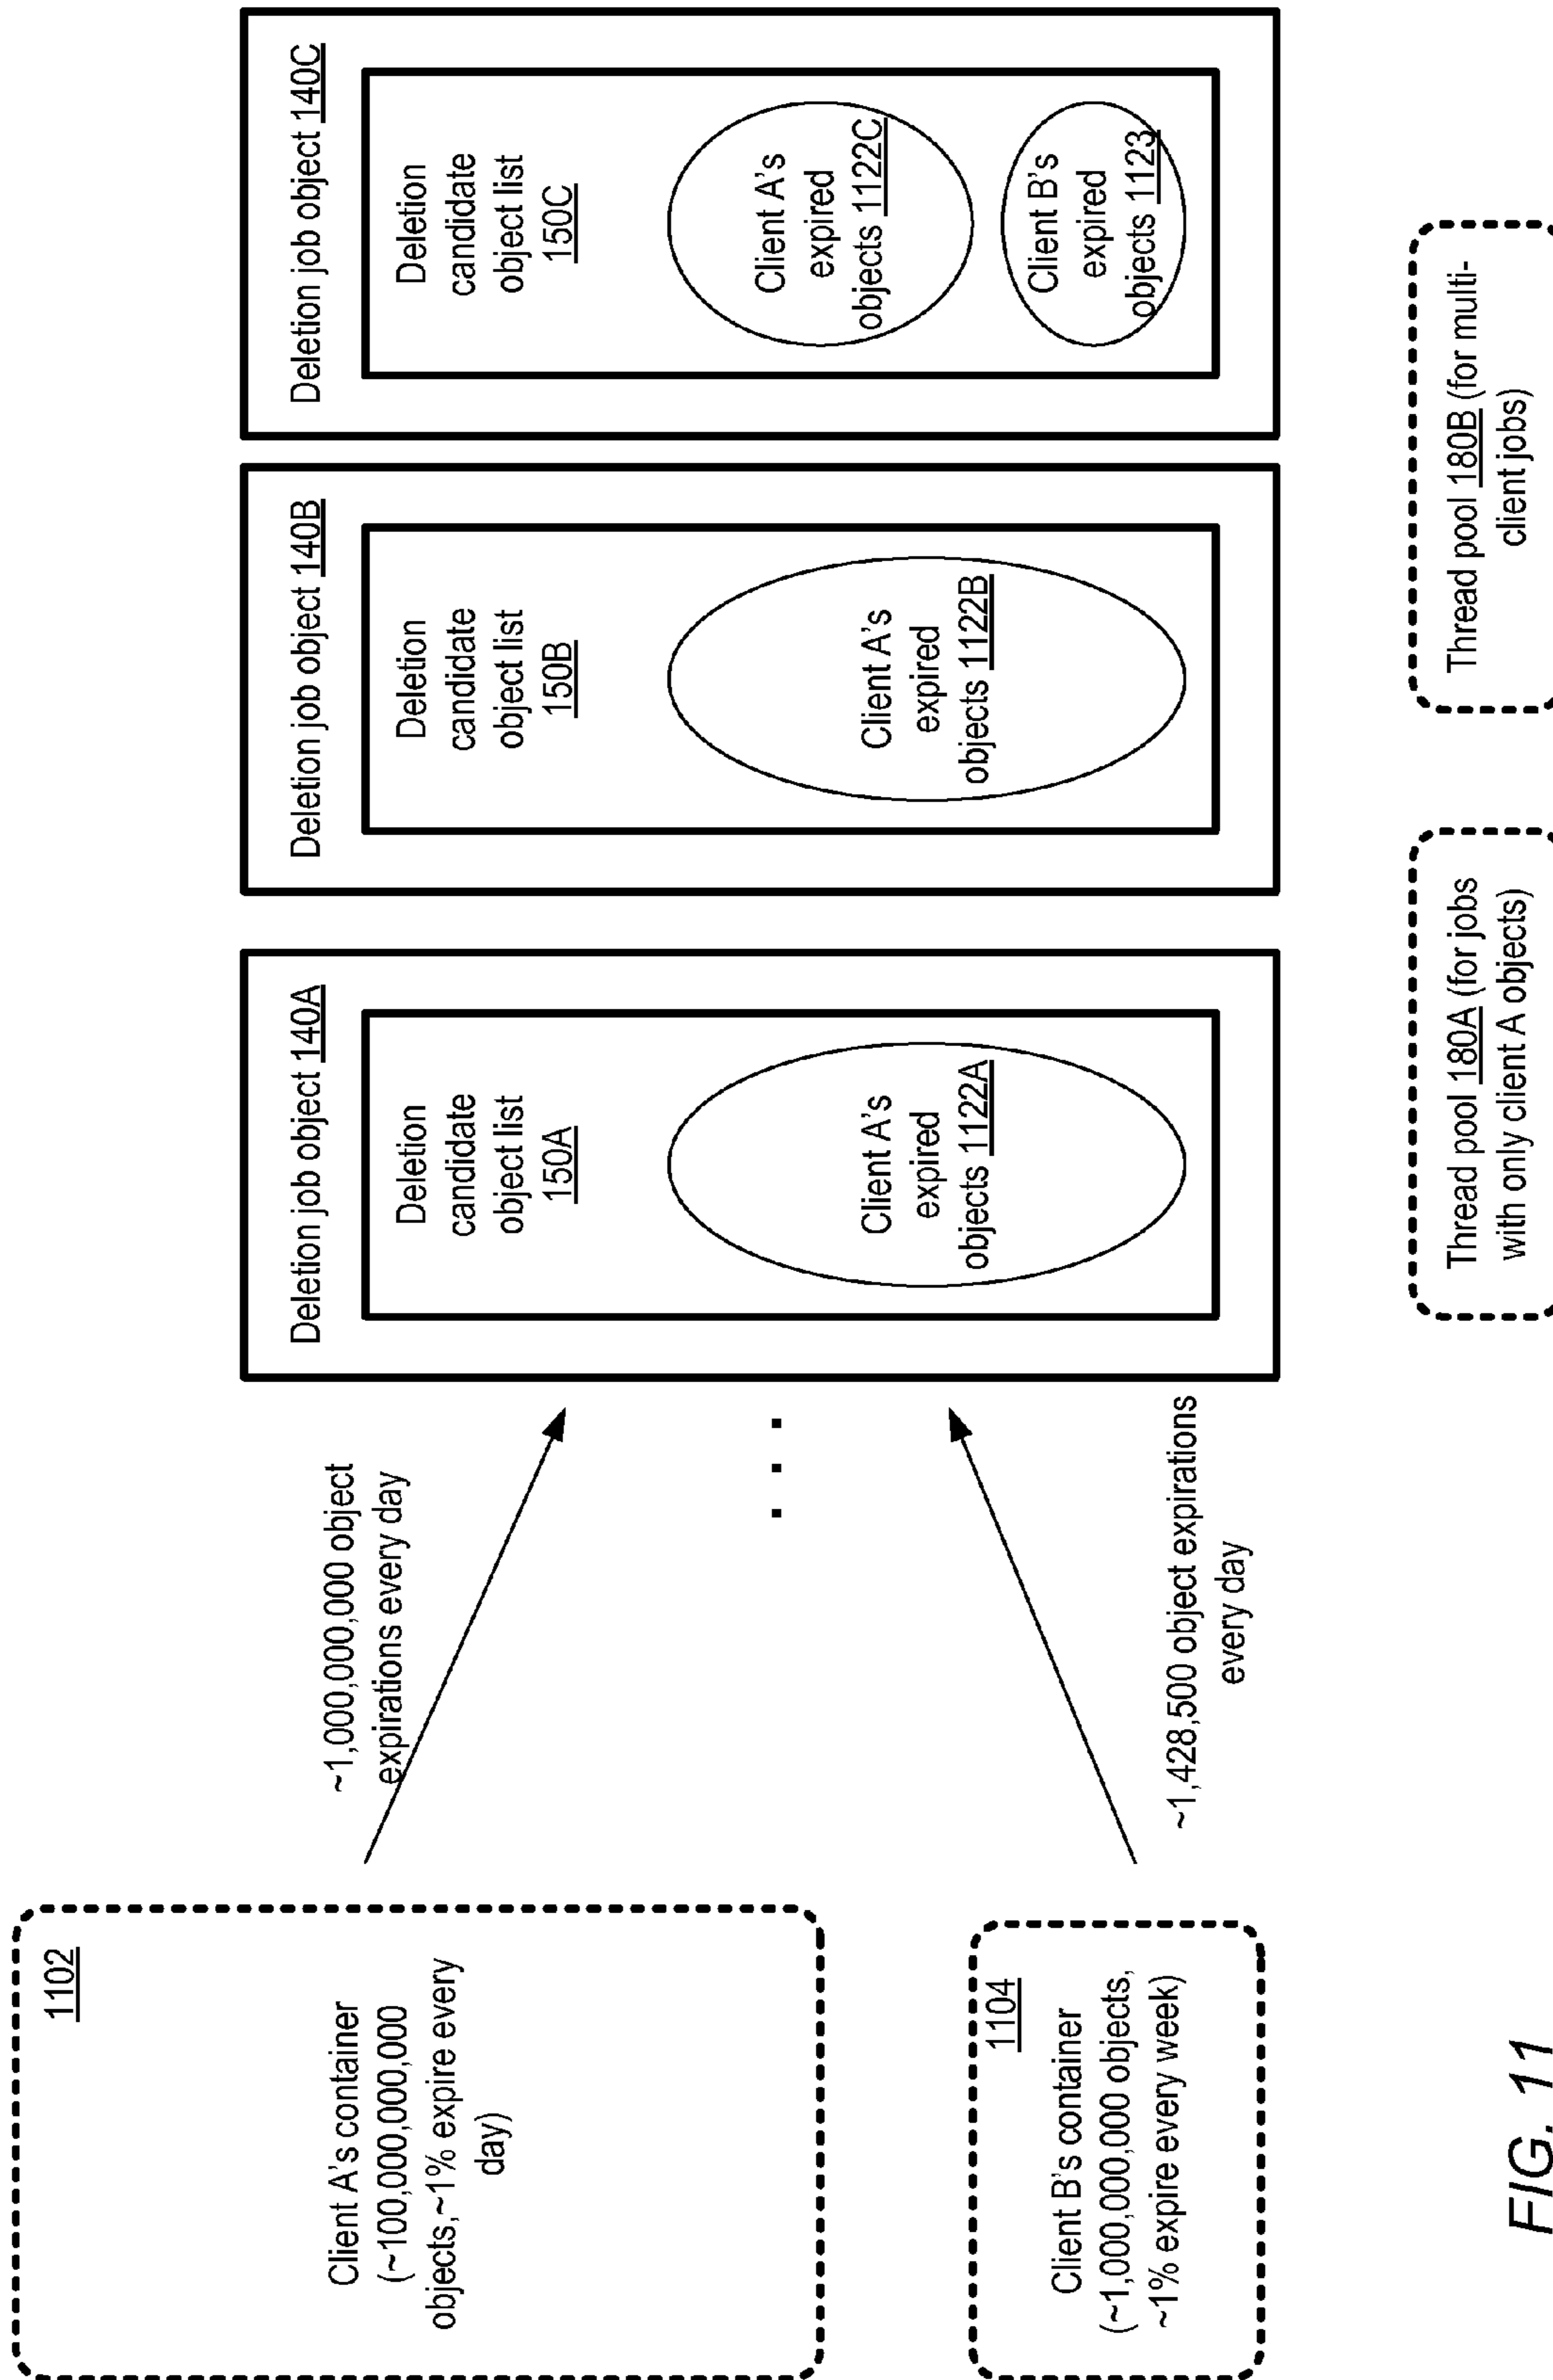 1102
Client A's container
(~100,000,000,000
objects,~1% expire every
day)
1104
Client B's container
(~1,000,000,000 objects,
~1% expire every week)
~1,000,000,000 object
expirations every day
. . .
~1,428,500 object expirations
every day
Deletion job object 140A
Deletion
candidate
object list
150A
Client A's
expired
objects 1122A
Deletion job object 140B
Deletion
candidate
object list
150B
Client A's
expired
objects 1122B
Deletion job object 140C
Deletion
candidate
object list
150C
Client A's
expired
objects 1122C
Client B's
expired
objects 1123
Thread pool 180A (for jobs
with only client A objects)
Thread pool 180B (for multi-
client jobs)
FIG. 11